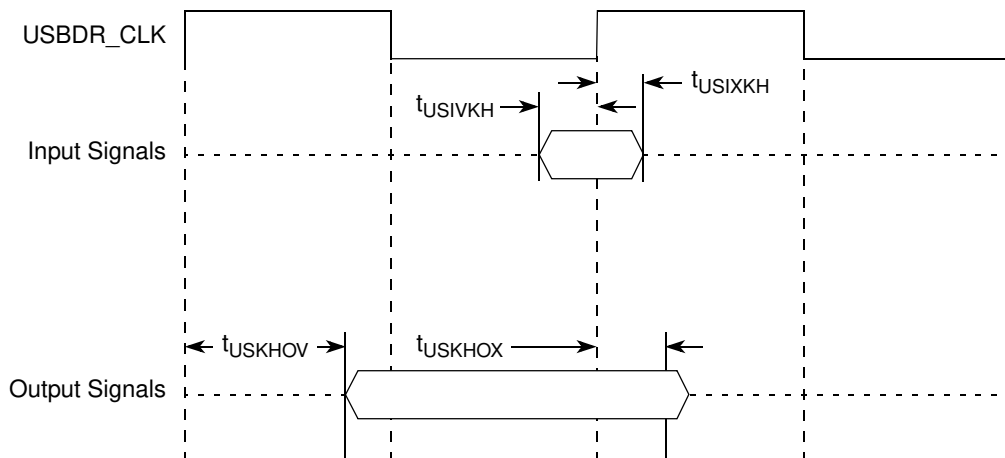 USBDR_CLK
tUSIXKH
tUSIVKH
Input Signals
tUSKHOV
tUSKHOX
Output Signals